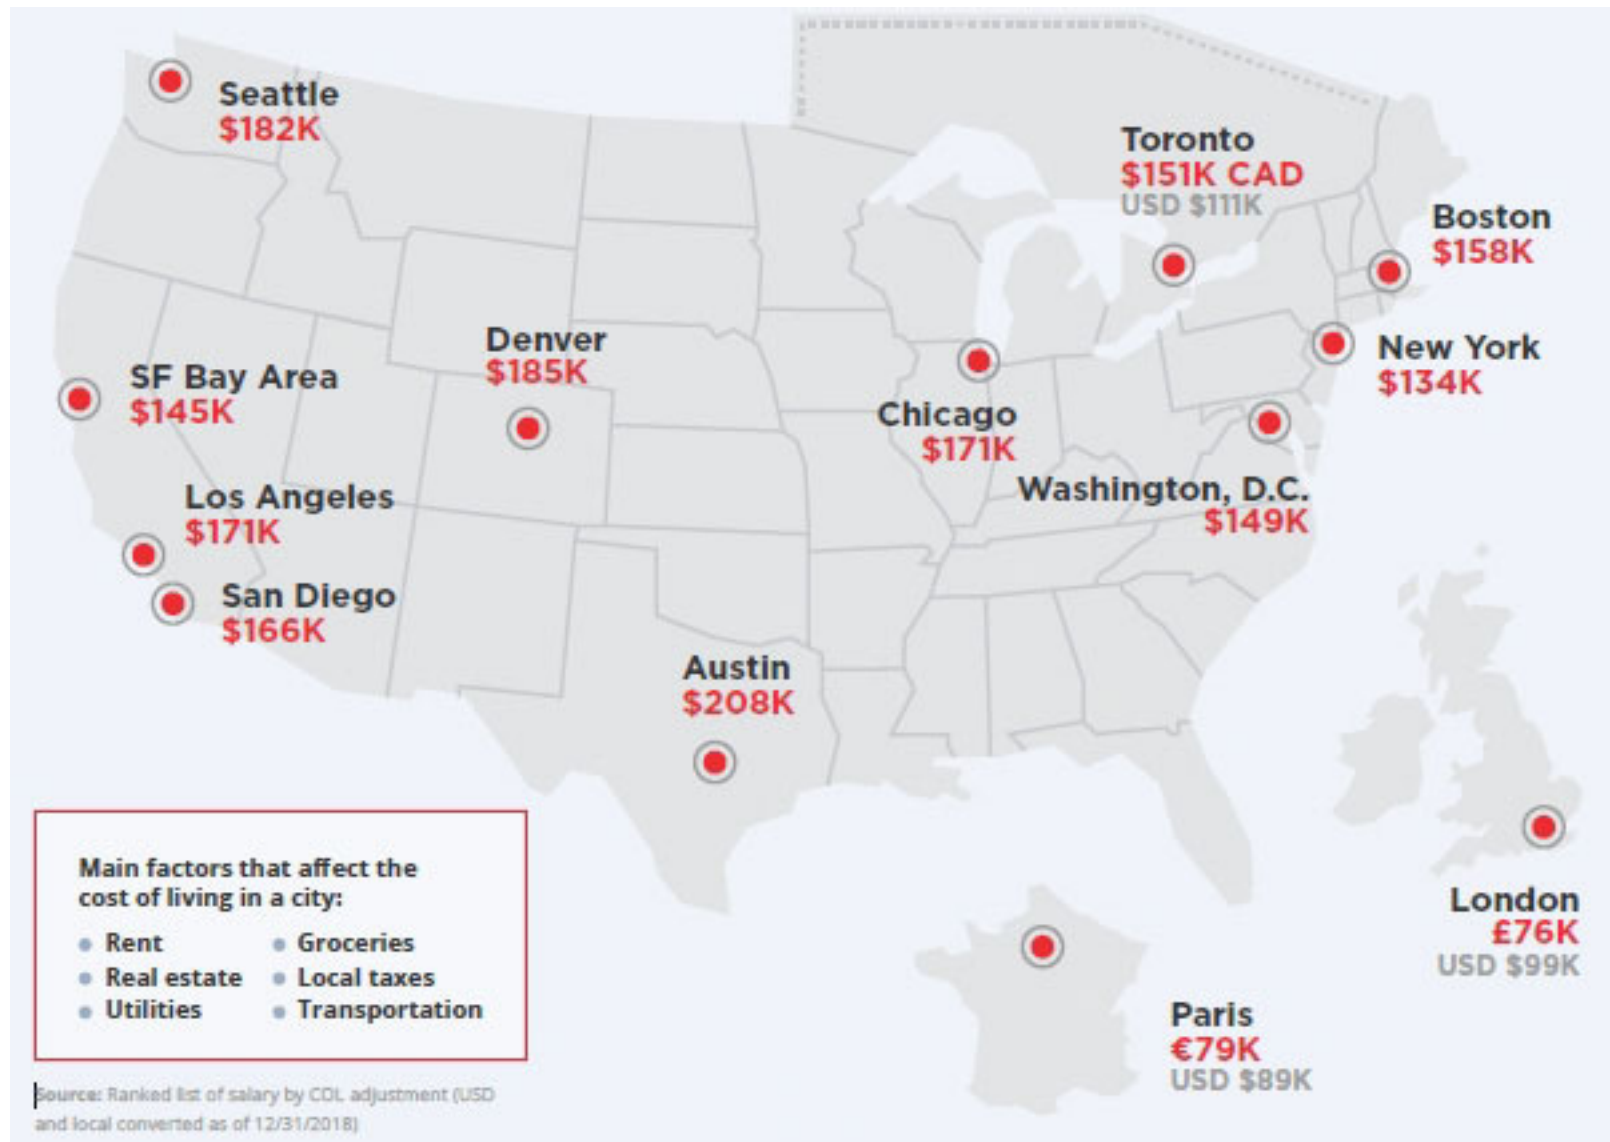 Seattle
$182K
Toronto
$151K CAD
USD $111K
Boston
$158K
Denver
$185K
New York
$134K
SF Bay Area
$145K
Chicago
$171K
Washington, D.C.
$149K
Los Angeles
$171K
San Diego
$166K
Austin
$208K
Main factors that affect the
cost of living in a city:
Rent
Groceries
Real estate
Local taxes
Utilities
Transportation
London
£76K
USD $99K
Paris
€79K
USD $89K
Source: Ranked list of salary by COL adjustment (USD
and local converted as of 12/31/2018)